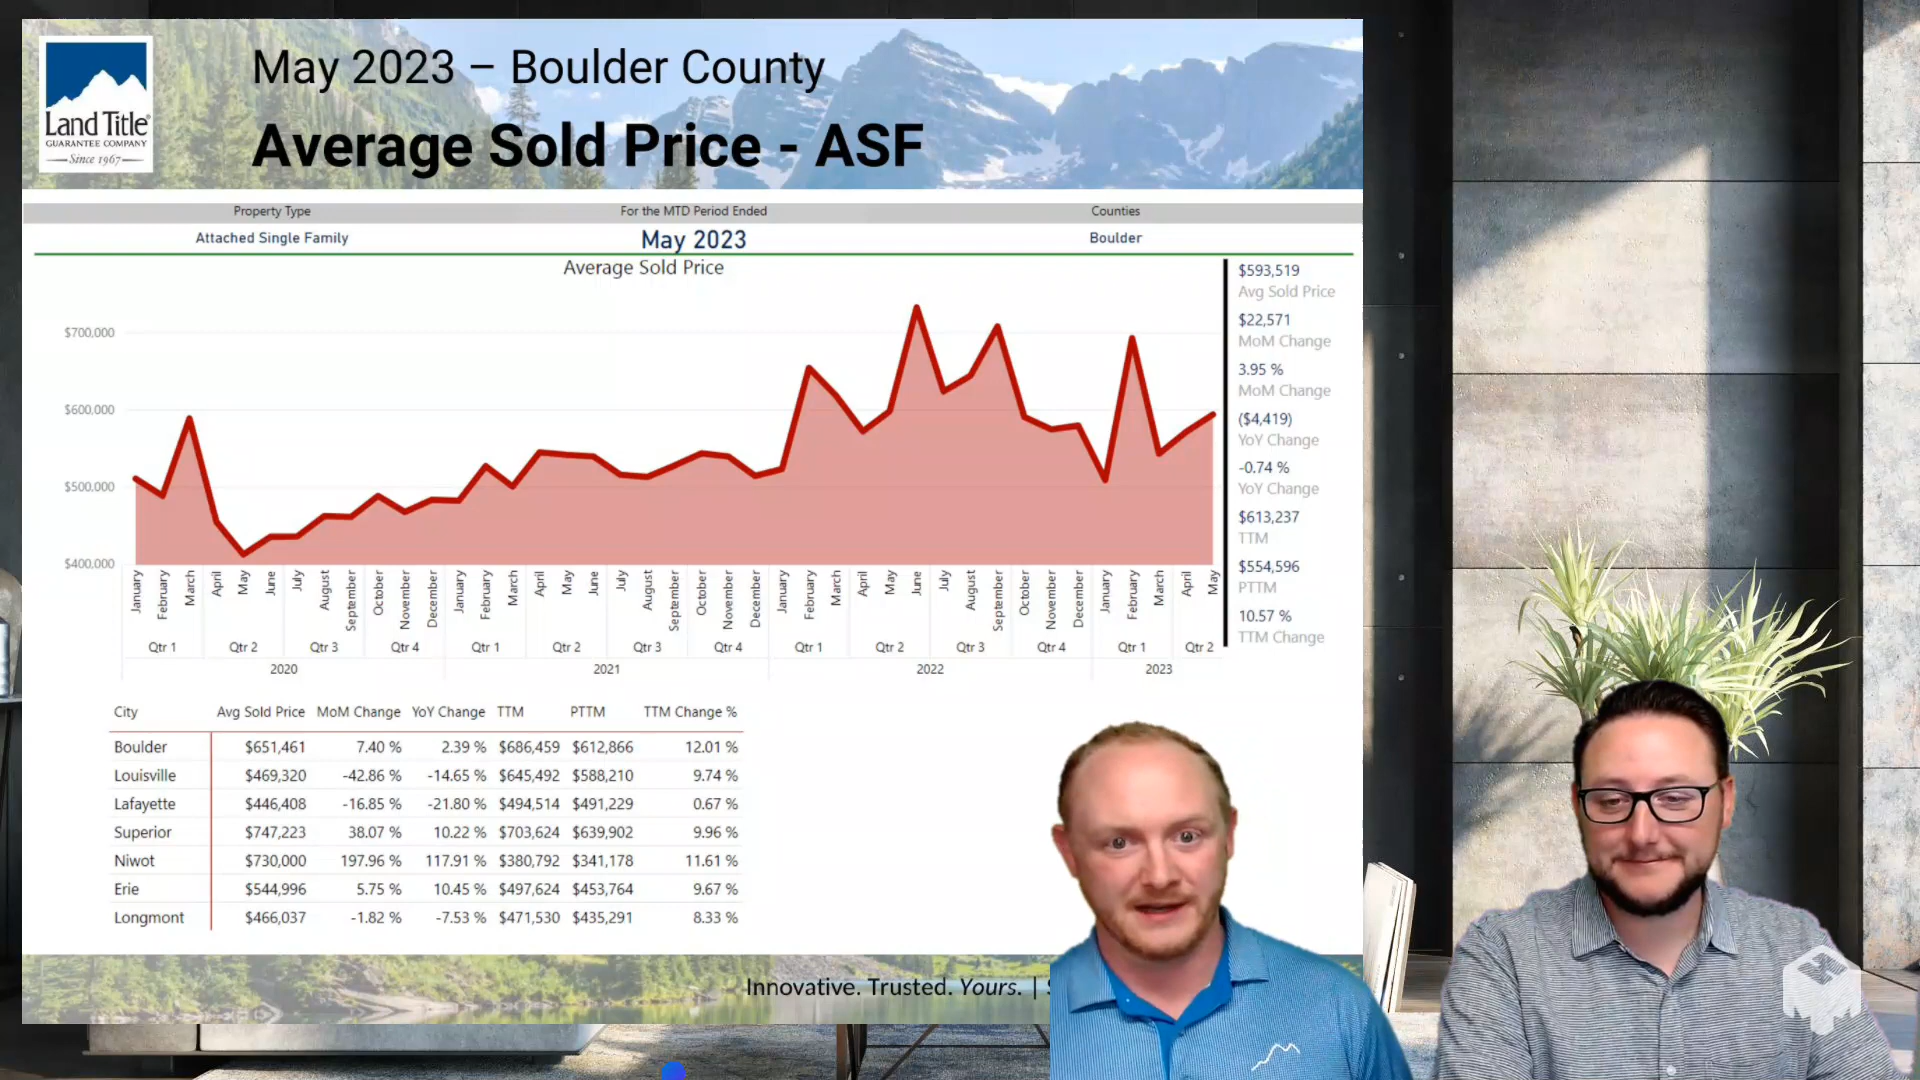 Land Title
GUARANTEE COMPANY
Since 1967
May 2023 – Boulder County
Average Sold Price - ASF
Property Type For the MTD Period Ended Counties
Attached Single Family May 2023 Boulder
Average Sold Price
$700,000
$600,000
$500,000
$400,000
January February March April May June July August September October November December January February March April May June July August September October November December January February March April May June July August September October November December January February March April May
Qtr 1 Qtr 2 Qtr 3 Qtr 4 Qtr 1 Qtr 2 Qtr 3 Qtr 4 Qtr 1 Qtr 2 Qtr 3 Qtr 4 Qtr 1 Qtr 2
2020 2021 2022 2023
$593,519
Avg Sold Price
$22,571
MoM Change
3.95 %
MoM Change
($4,419)
YoY Change
-0.74 %
YoY Change
$613,237
TTM
$554,596
PTTM
10.57 %
TTM Change
City Avg Sold Price MoM Change YoY Change TTM PTTM TTM Change %
Boulder $651,461 7.40 % 2.39 % $686,459 $612,866 12.01 %
Louisville $469,320 -42.86 % -14.65 % $645,492 $588,210 9.74 %
Lafayette $446,408 -16.85 % -21.80 % $494,514 $491,229 0.67 %
Superior $747,223 38.07 % 10.22 % $703,624 $639,902 9.96 %
Niwot $730,000 197.96 % 117.91 % $380,792 $341,178 11.61 %
Erie $544,996 5.75 % 10.45 % $497,624 $453,764 9.67 %
Longmont $466,037 -1.82 % -7.53 % $471,530 $435,291 8.33 %
Innovative. Trusted. Yours. |